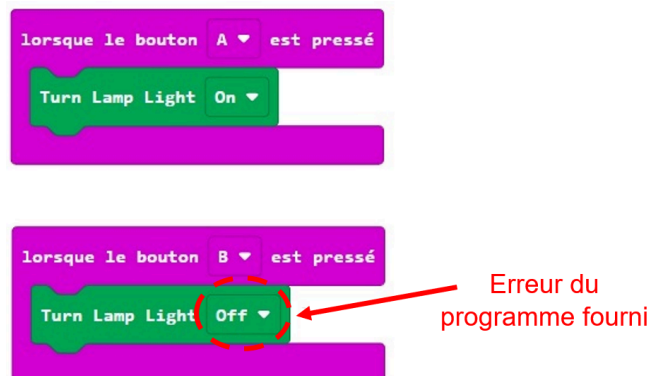 lorsque le bouton A est pressé
Turn Lamp Light On
lorsque le bouton B est pressé
Turn Lamp Light Off
Erreur du
programme fourni